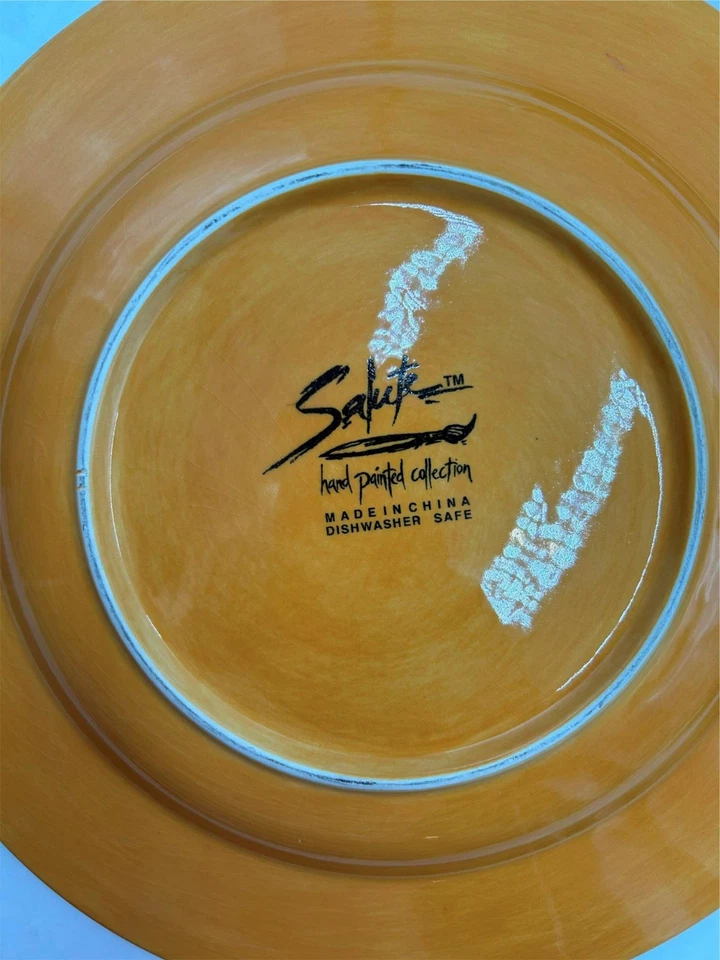 Salute™
hand painted collection
MADE IN CHINA
DISHWASHER SAFE